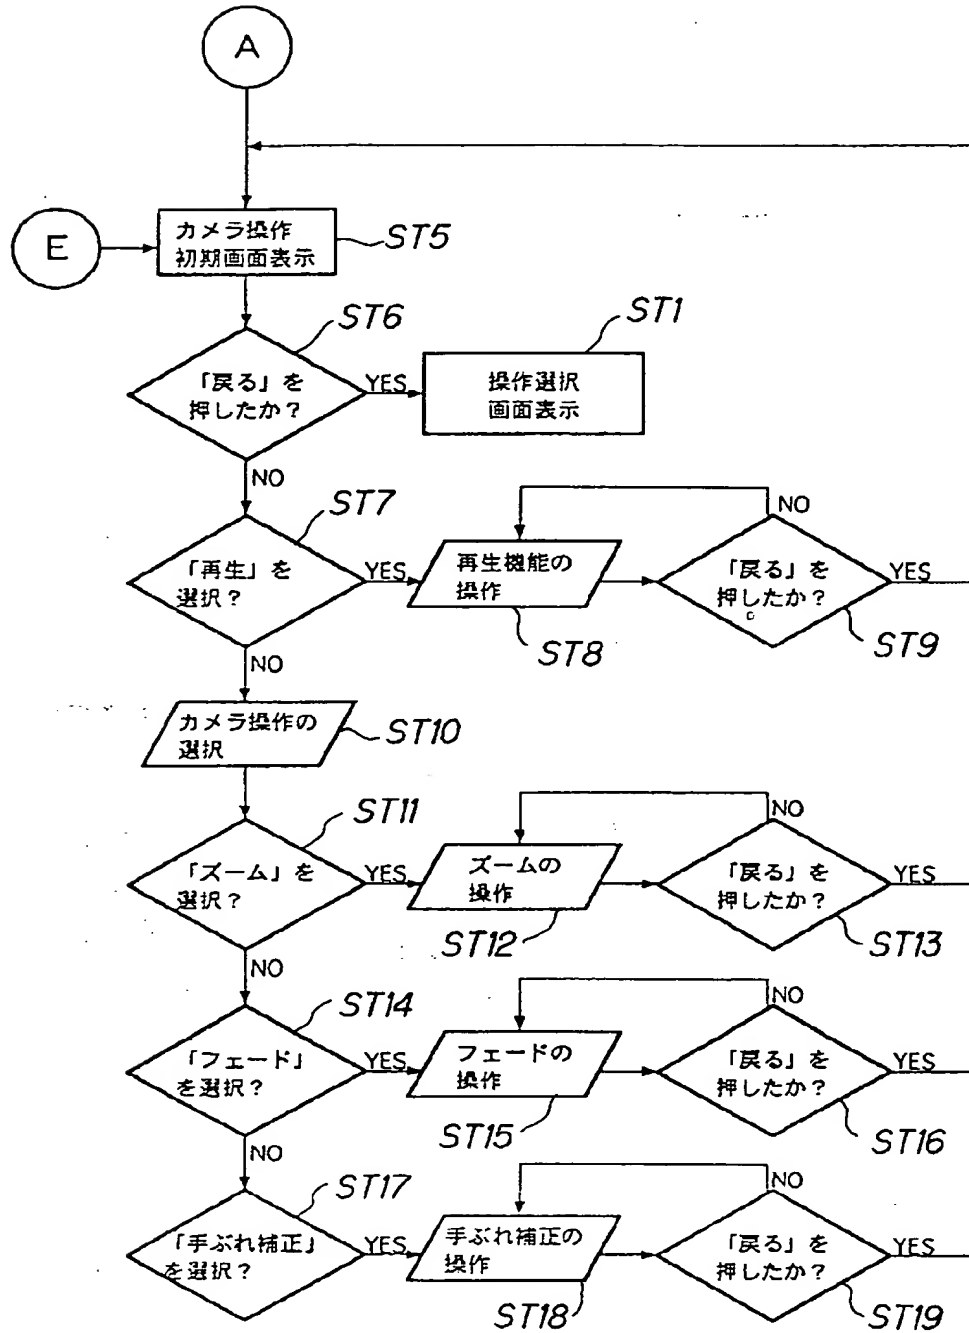 A
E
カメラ操作
初期画面表示
ST5
ST6
「戻る」を
押したか?
YES
NO
ST1
操作選択
画面表示
ST7
「再生」を
選択?
YES
NO
再生機能の
操作
ST8
NO
「戻る」を
押したか?
YES
ST9
カメラ操作の
選択
ST10
ST11
「ズーム」を
選択?
YES
NO
ズームの
操作
ST12
NO
「戻る」を
押したか?
YES
ST13
ST14
「フェード」
を選択?
YES
NO
フェードの
操作
ST15
NO
「戻る」を
押したか?
YES
ST16
ST17
「手ぶれ補正」
を選択?
YES
手ぶれ補正の
操作
ST18
NO
「戻る」を
押したか?
YES
ST19